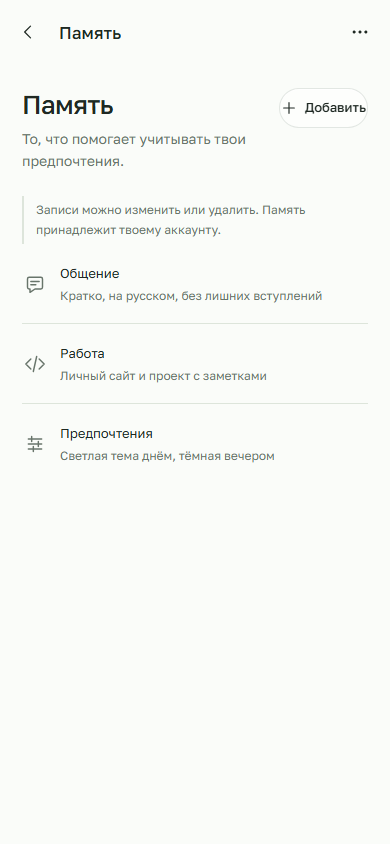 Память
Память
Добавить
То, что помогает учитывать твои
предпочтения.
Записи можно изменить или удалить. Память
принадлежит твоему аккаунту.
Общение
Кратко, на русском, без лишних вступлений
Работа
Личный сайт и проект с заметками
Предпочтения
Светлая тема днём, тёмная вечером